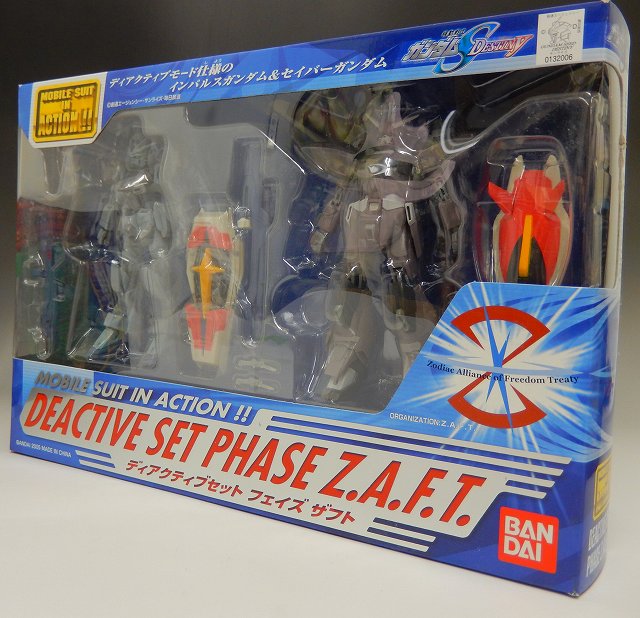 ディアクティブモード仕様の
インパルスガンダム&セイバーガンダム
MOBILE SUIT
IN
ACTION!!
ガンダムSEED DESTINY
0132006
Zodiac Alliance of Freedom Treaty
ORGANIZATION:Z.A.F.T.
MOBILE SUIT IN ACTION!!
DEACTIVE SET PHASE Z.A.F.T.
ディアクティブセット フェイズ ザフト
BANDAI 2005 MADE IN CHINA
BAN
DAI